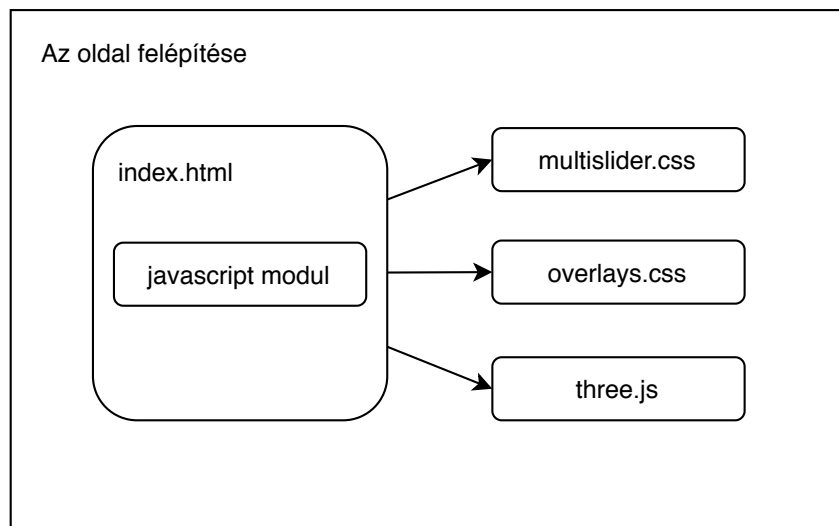 Az oldal felépítése
index.html
javascript modul
multislider.css
overlays.css
three.js